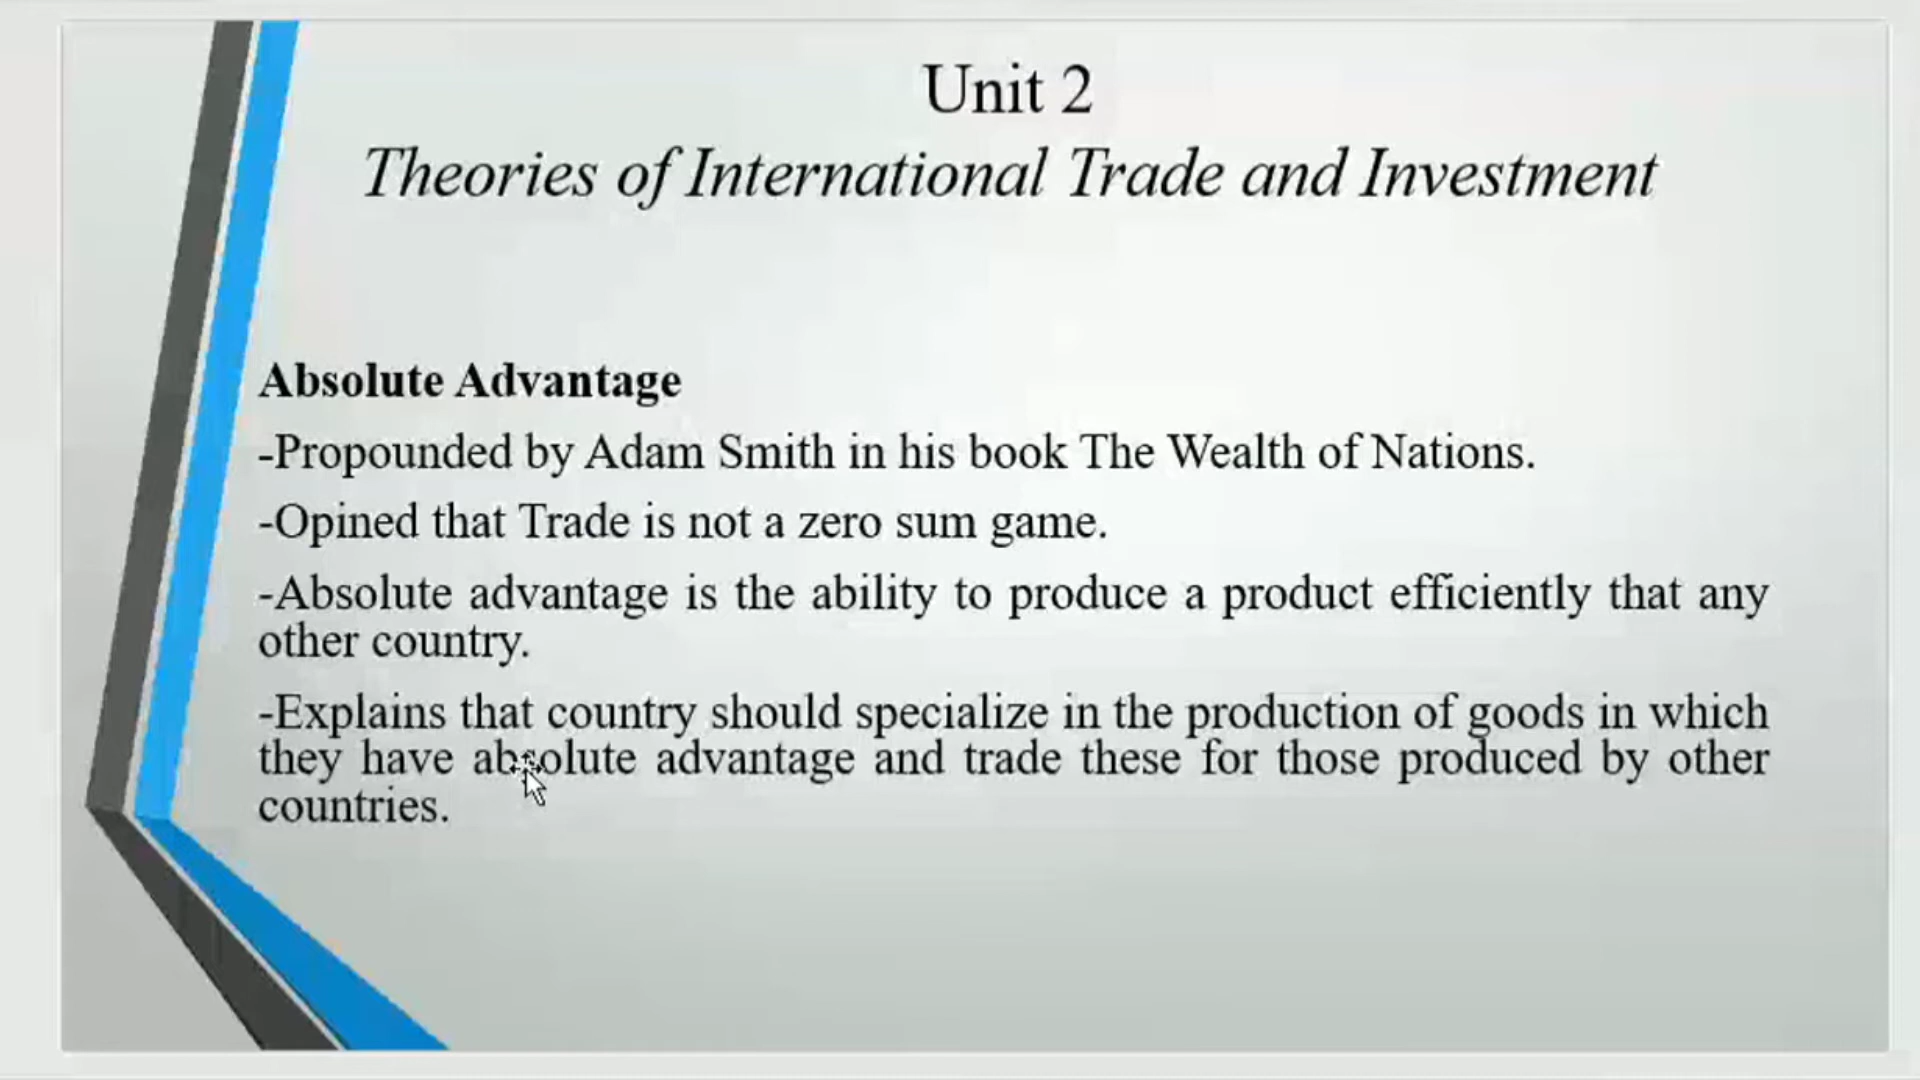 Unit 2
Theories of International Trade and Investment
Absolute Advantage
-Propounded by Adam Smith in his book The Wealth of Nations.
-Opined that Trade is not a zero sum game.
-Absolute advantage is the ability to produce a product efficiently that any
other country.
-Explains that country should specialize in the production of goods in which
they have absolute advantage and trade these for those produced by other
countries.